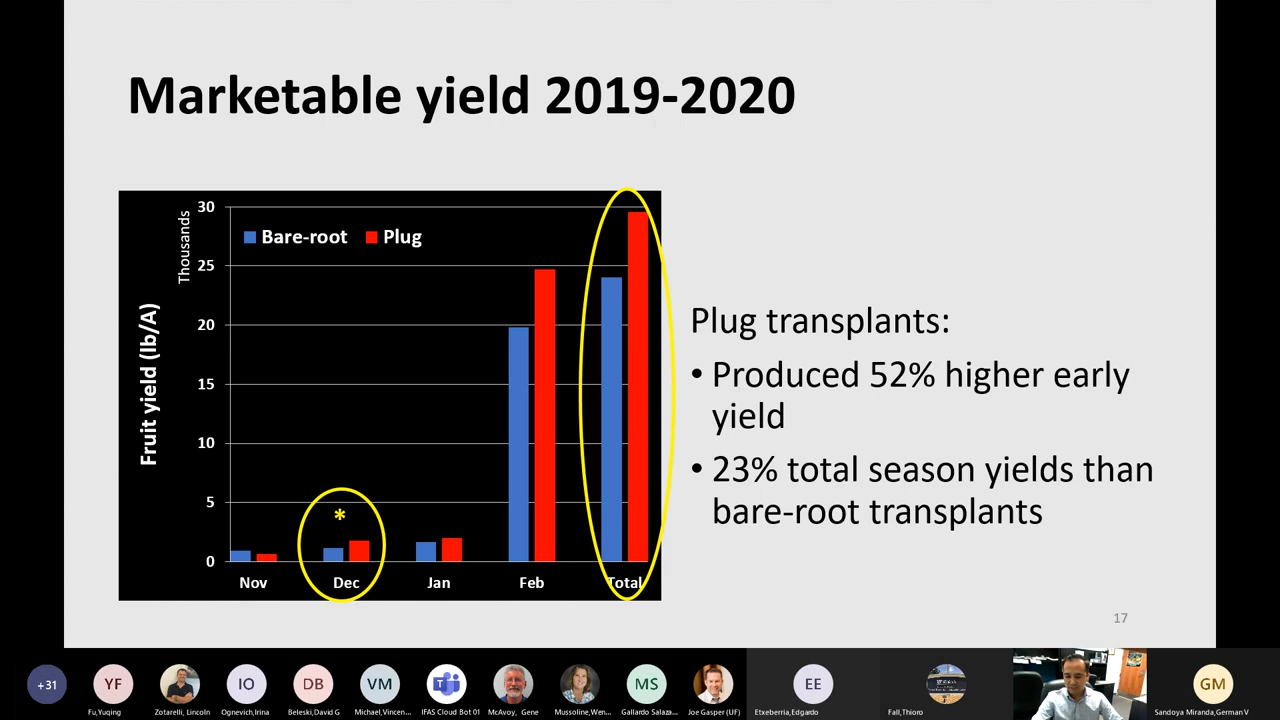 Marketable yield 2019-2020
Thousands
Fruit yield (lb/A)
30
25
20
15
10
5
0
Bare-root Plug
*
Nov Dec Jan Feb Total
Plug transplants:
• Produced 52% higher early
yield
• 23% total season yields than
bare-root transplants
17
+31 YF IO DB VM MS EE GM
Fu,Yuqing Zotarelli, Lincoln Ognevich,Irina Beleski,David G Michael,Vincen... IFAS Cloud Bot 01 McAvoy, Gene Mussoline,Wen... Gallardo Salaza... Joe Gasper (UF) Etxeberria,Edgardo Fall,Thioro Sandoya Miranda,German V